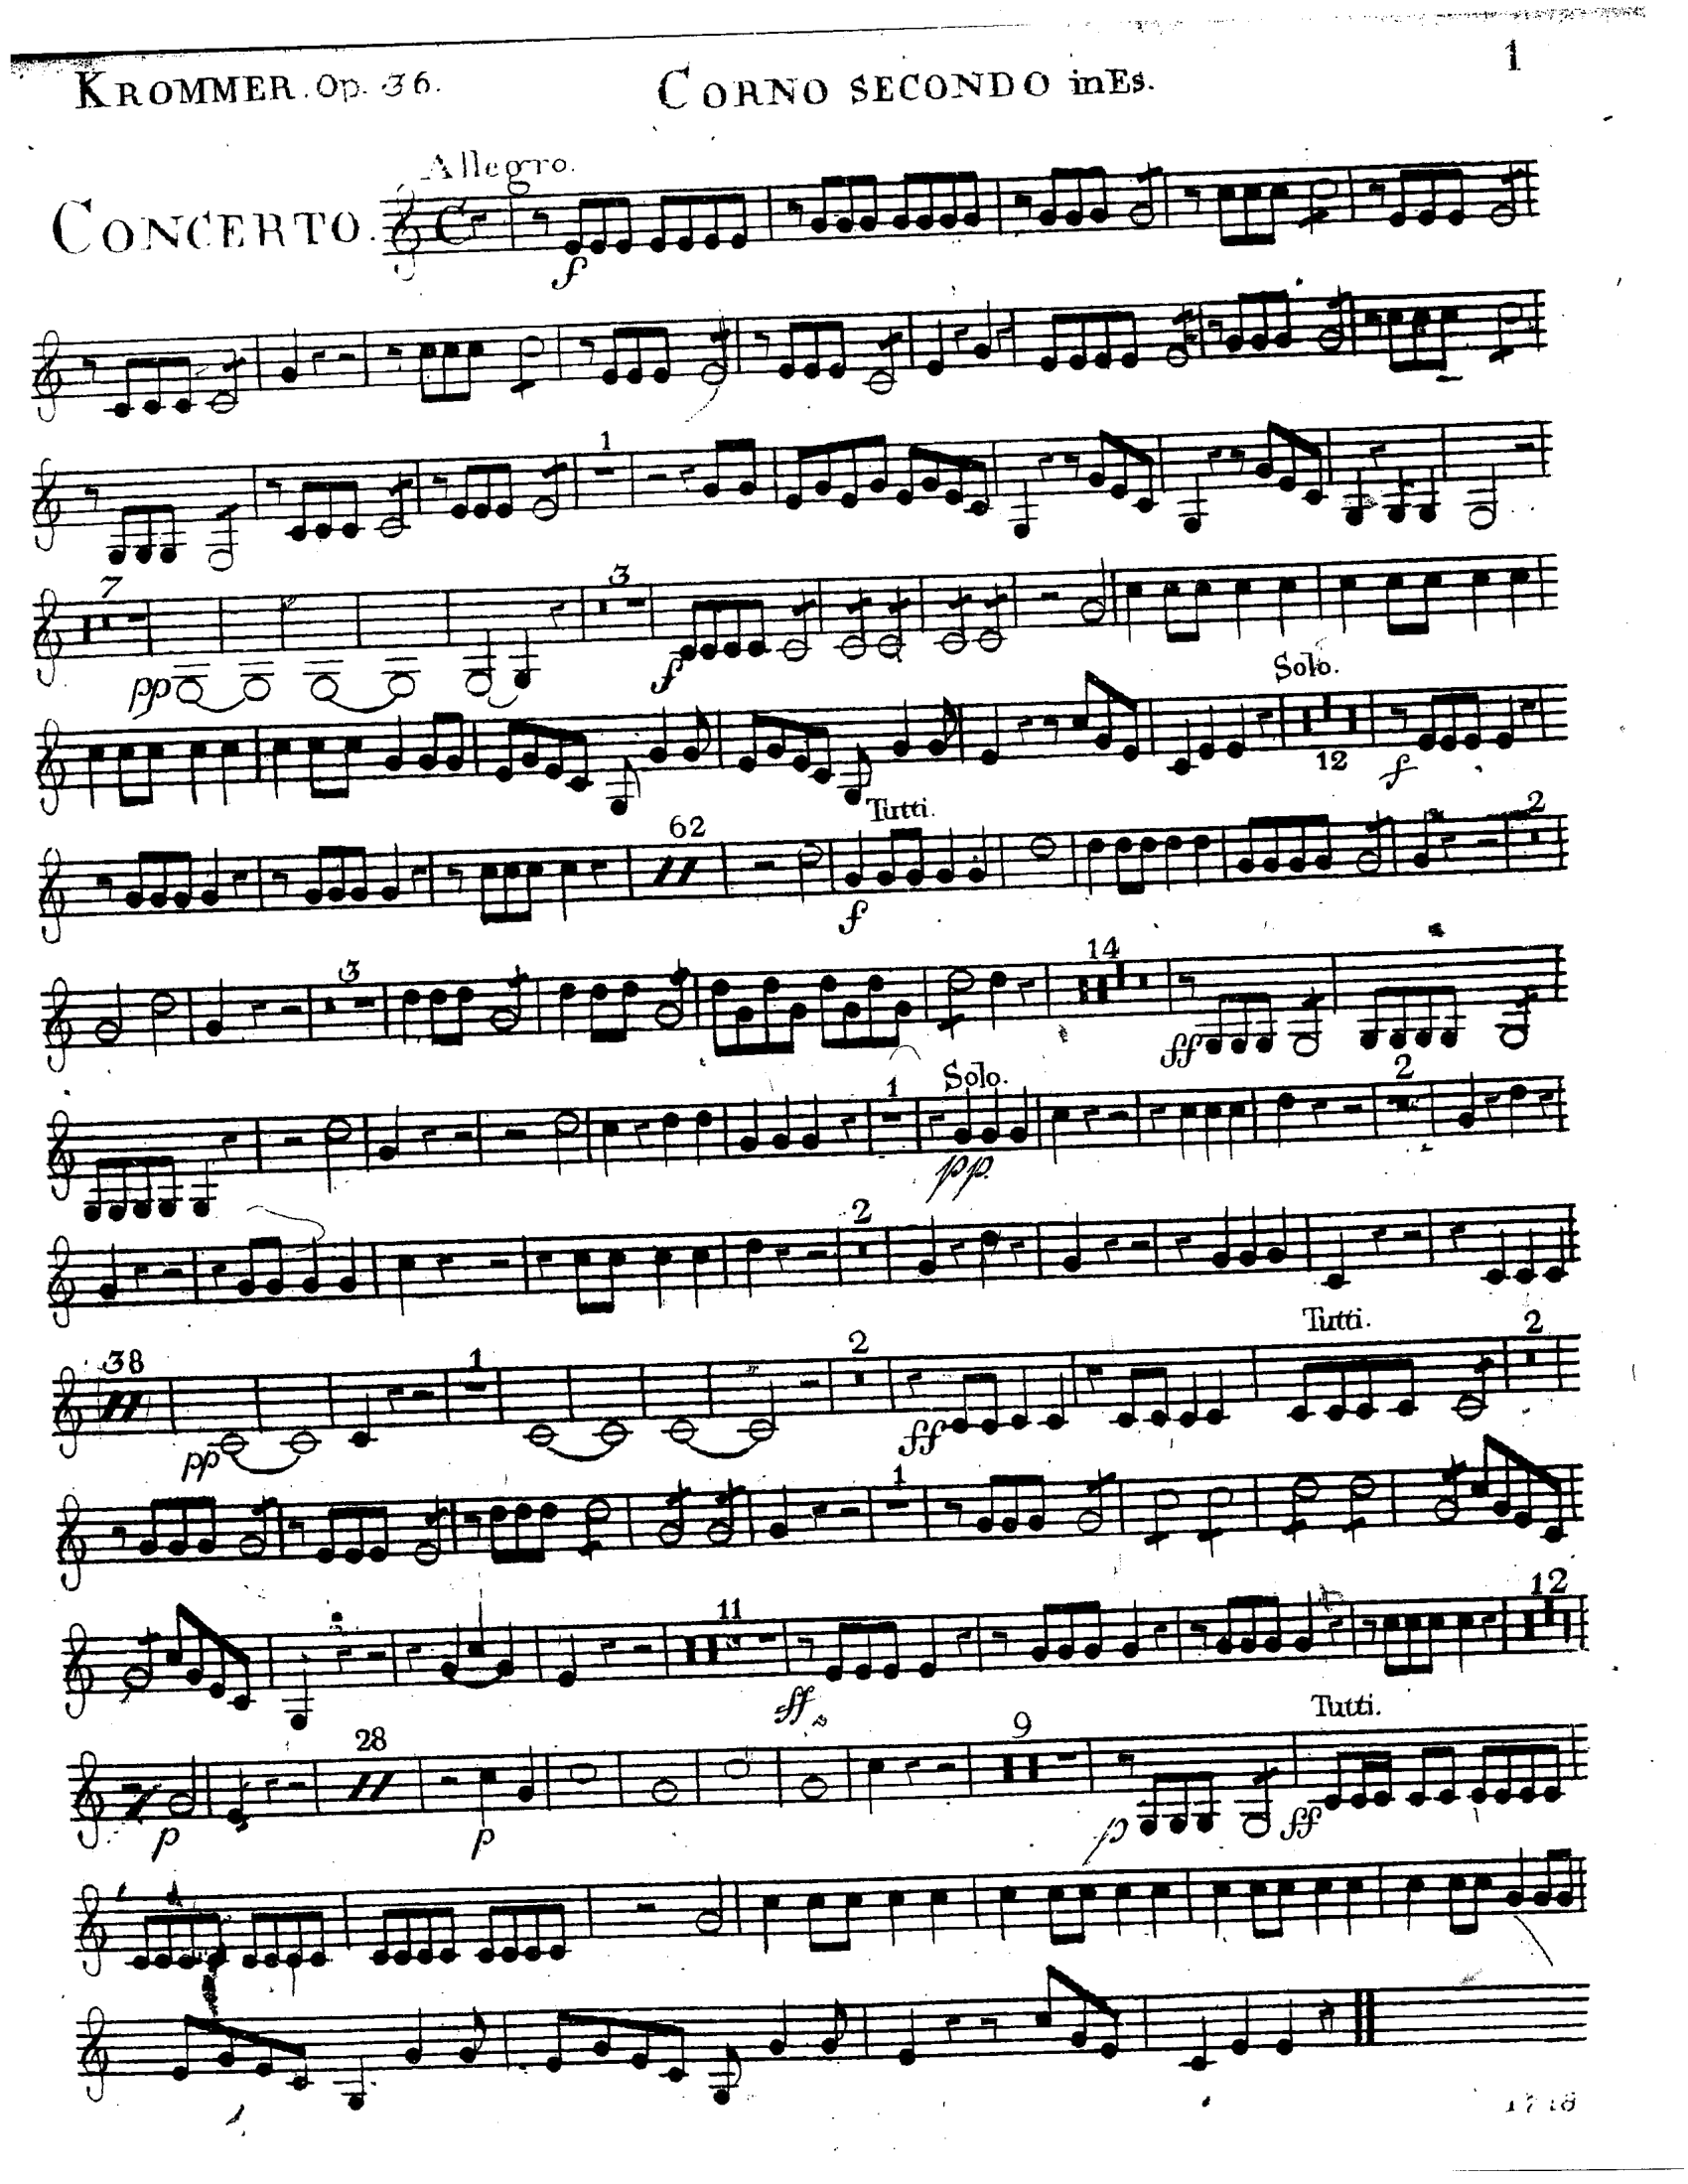 KROMMER. Op. 36. CORNO SECONDO in Es. 1
Allegro.
CONCERTO.
f
1
7 3
pp f
Solo.
12 f
62 Tutti. 2
f
3 14
ff
1 Solo. 2
pp.
2
38 1 2 Tutti. 2
pp ff
1
11 12
ff
28 9 Tutti.
p p p ff